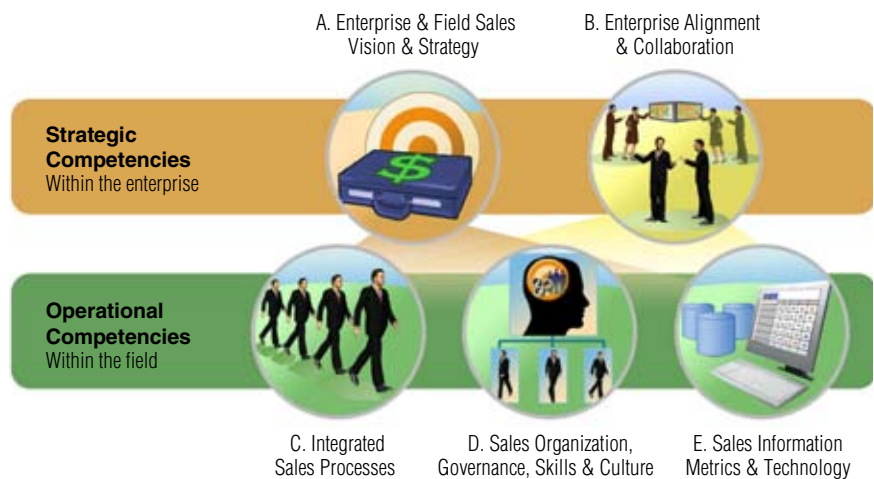 A. Enterprise & Field Sales
Vision & Strategy
B. Enterprise Alignment
& Collaboration
Strategic
Competencies
Within the enterprise
$
Operational
Competencies
Within the field
C. Integrated
Sales Processes
D. Sales Organization,
Governance, Skills & Culture
E. Sales Information
Metrics & Technology